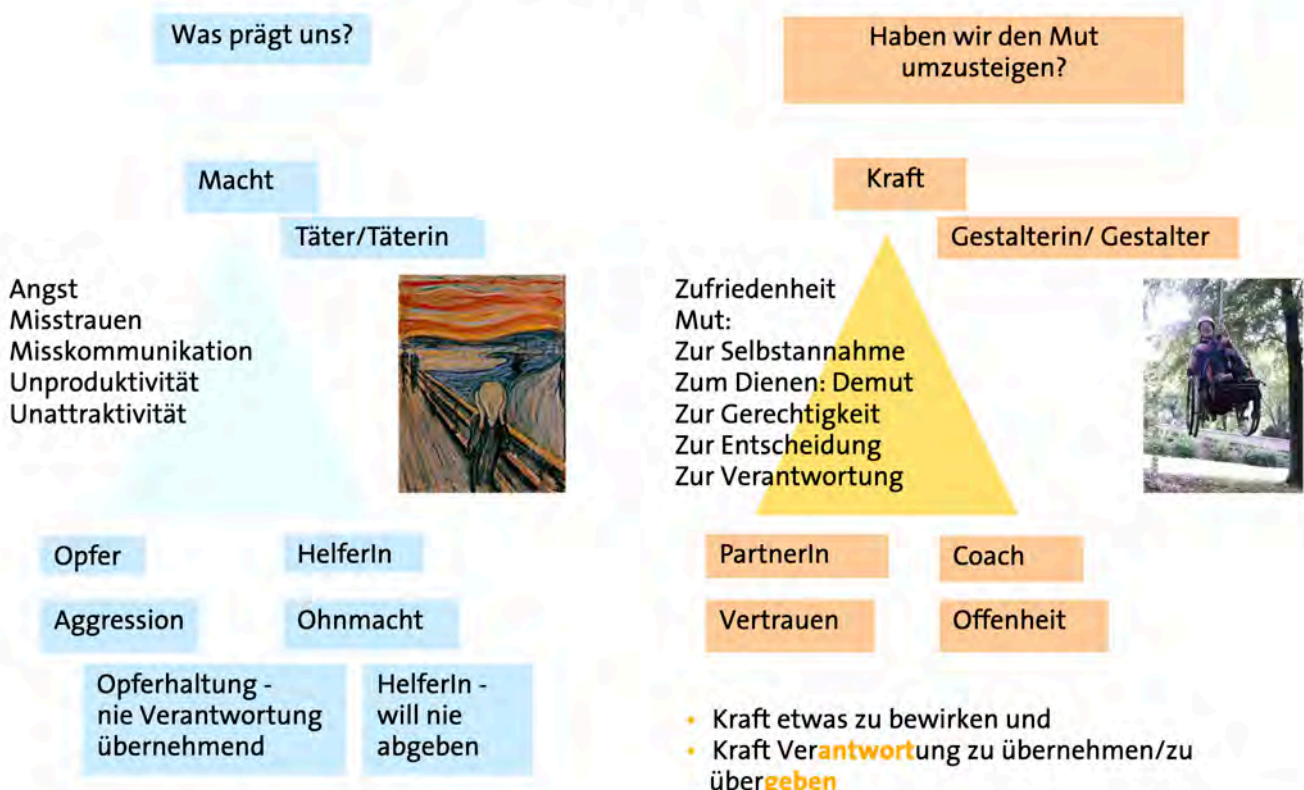 Was prägt uns?
Macht
Täter/Täterin
Angst
Misstrauen
Misskommunikation
Unproduktivität
Unattraktivität
Opfer
HelferIn
Aggression
Ohnmacht
Opferhaltung -
nie Verantwortung
übernehmend
HelferIn -
will nie
abgeben
Haben wir den Mut
umzusteigen?
Kraft
Gestalterin/ Gestalter
Zufriedenheit
Mut:
Zur Selbstannahme
Zum Dienen: Demut
Zur Gerechtigkeit
Zur Entscheidung
Zur Verantwortung
PartnerIn
Coach
Vertrauen
Offenheit
• Kraft etwas zu bewirken und
• Kraft Verantwortung zu übernehmen/zu
übergeben